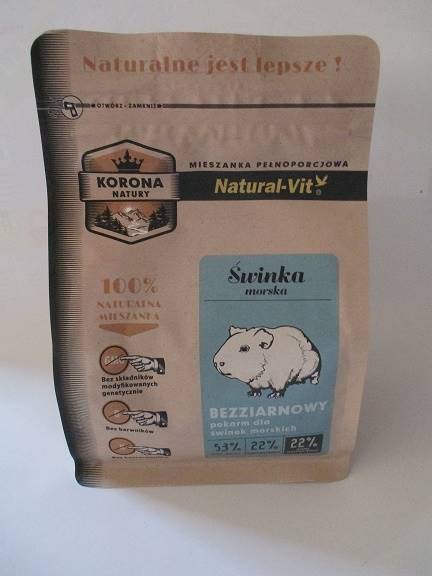 Naturalne jest lepsze !
OTWÓRZ - ZAMKNIJ
MIESZANKA PEŁNOPORCJOWA
KORONA
NATURY
Natural-Vit®
100%
NATURALNA
MIESZANKA
Świnka
morska
Bez składników
modyfikowanych
genetycznie
Bez barwników
BEZZIARNOWY
pokarm dla
świnek morskich
53% 22% 22%